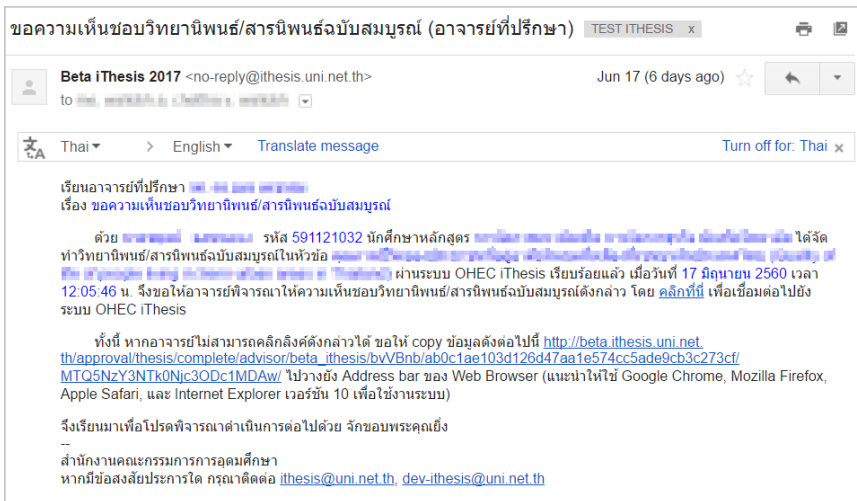 ขอความเห็นชอบวิทยานิพนธ์/สารนิพนธ์ฉบับสมบูรณ์ (อาจารย์ที่ปรึกษา) TEST ITHESIS x
Beta iThesis 2017 <no-reply@ithesis.uni.net.th> Jun 17 (6 days ago)
to
Thai > English Translate message Turn off for: Thai x
เรียนอาจารย์ที่ปรึกษา
เรื่อง ขอความเห็นชอบวิทยานิพนธ์/สารนิพนธ์ฉบับสมบูรณ์
ด้วย รหัส 591121032 นักศึกษาหลักสูตร ได้จัด
ทำวิทยานิพนธ์/สารนิพนธ์ฉบับสมบูรณ์ในหัวข้อ
ผ่านระบบ OHEC iThesis เรียบร้อยแล้ว เมื่อวันที่ 17 มิถุนายน 2560 เวลา
12:05:46 น. จึงขอให้อาจารย์พิจารณาให้ความเห็นชอบวิทยานิพนธ์/สารนิพนธ์ฉบับสมบูรณ์ดังกล่าว โดย คลิกที่นี่ เพื่อเชื่อมต่อไปยัง
ระบบ OHEC iThesis
ทั้งนี้ หากอาจารย์ไม่สามารถคลิกลิงค์ดังกล่าวได้ ขอให้ copy ข้อมูลดังต่อไปนี้ http://beta.ithesis.uni.net.
th/approval/thesis/complete/advisor/beta_ithesis/bvVBnb/ab0c1ae103d126d47aa1e574cc5ade9cb3c273cf/
MTQ5NzY3NTk0Njc3ODc1MDAw/ ไปวางยัง Address bar ของ Web Browser (แนะนำให้ใช้ Google Chrome, Mozilla Firefox,
Apple Safari, และ Internet Explorer เวอร์ชัน 10 เพื่อใช้งานระบบ)
จึงเรียนมาเพื่อโปรดพิจารณาดำเนินการต่อไปด้วย จักขอบพระคุณยิ่ง
--
สำนักงานคณะกรรมการการอุดมศึกษา
หากมีข้อสงสัยประการใด กรุณาติดต่อ ithesis@uni.net.th, dev-ithesis@uni.net.th